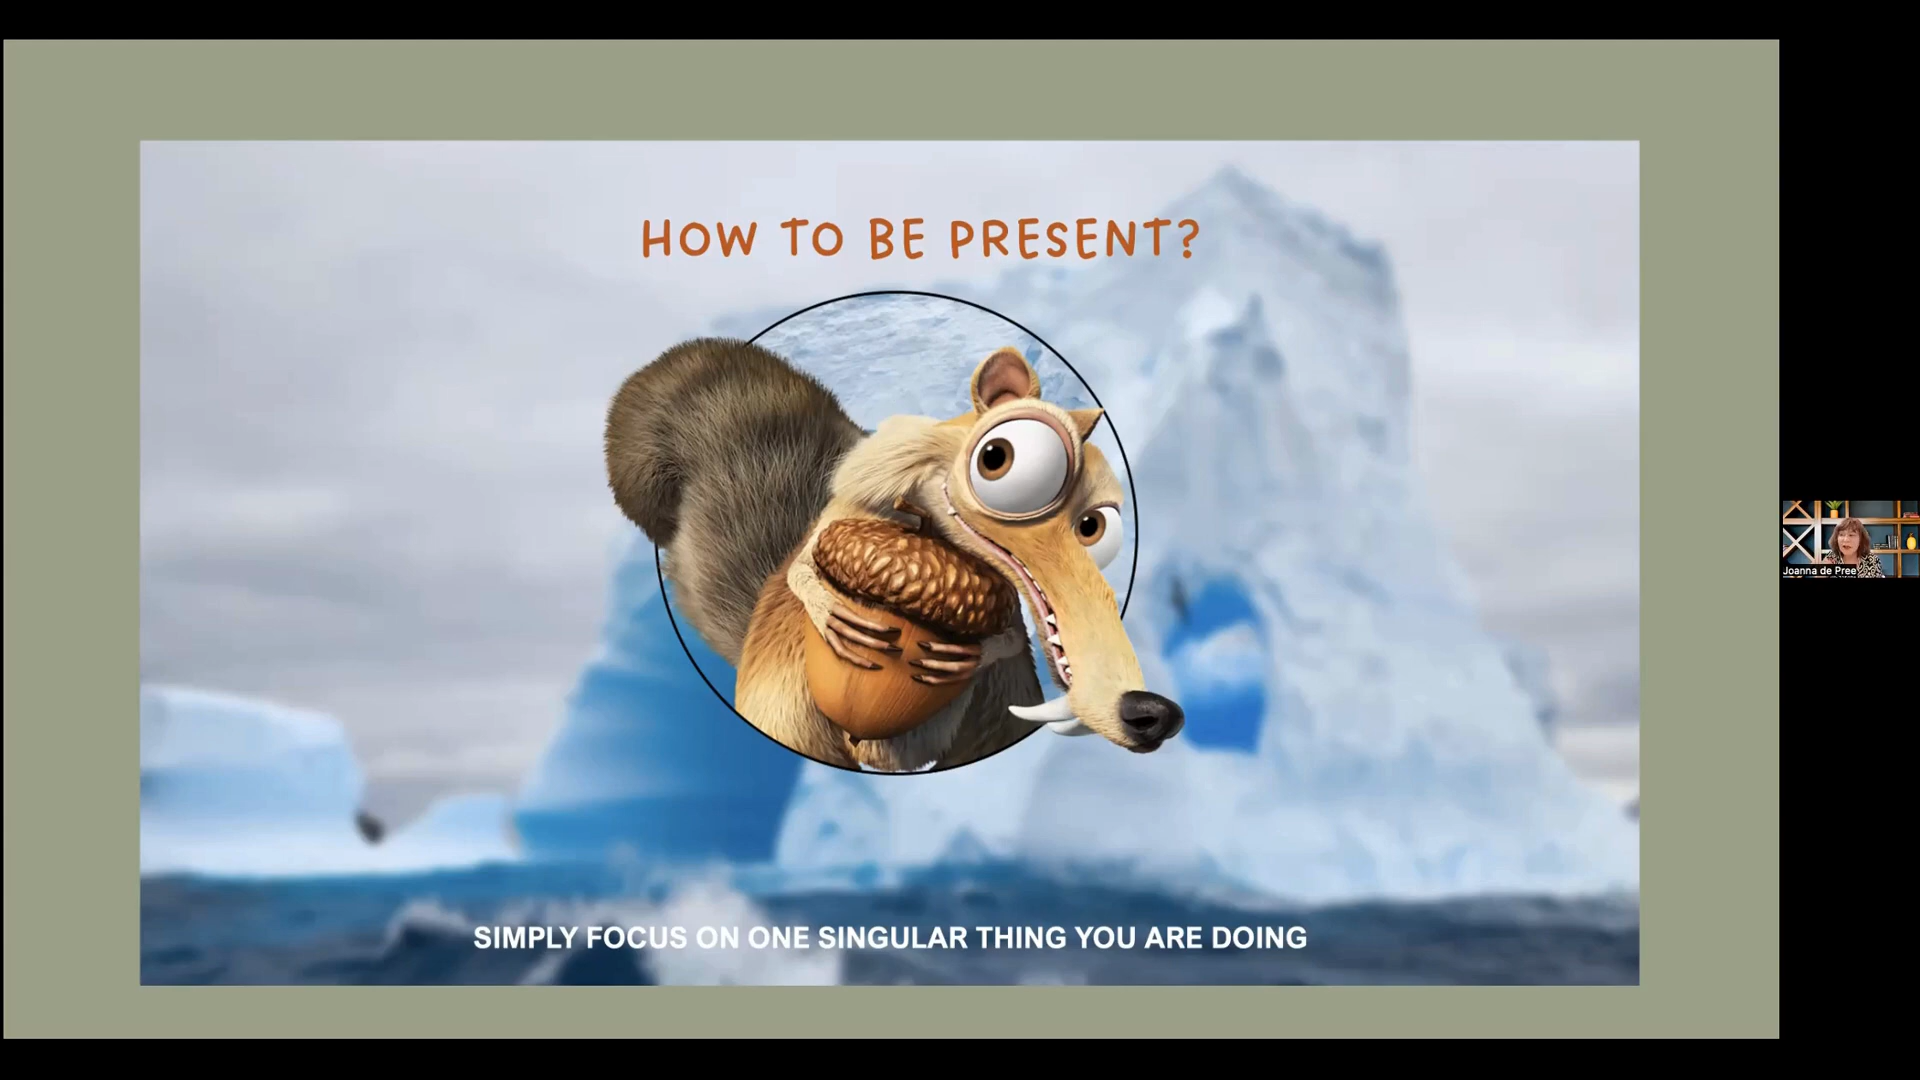 HOW TO BE PRESENT?
Joanna de Pree
SIMPLY FOCUS ON ONE SINGULAR THING YOU ARE DOING